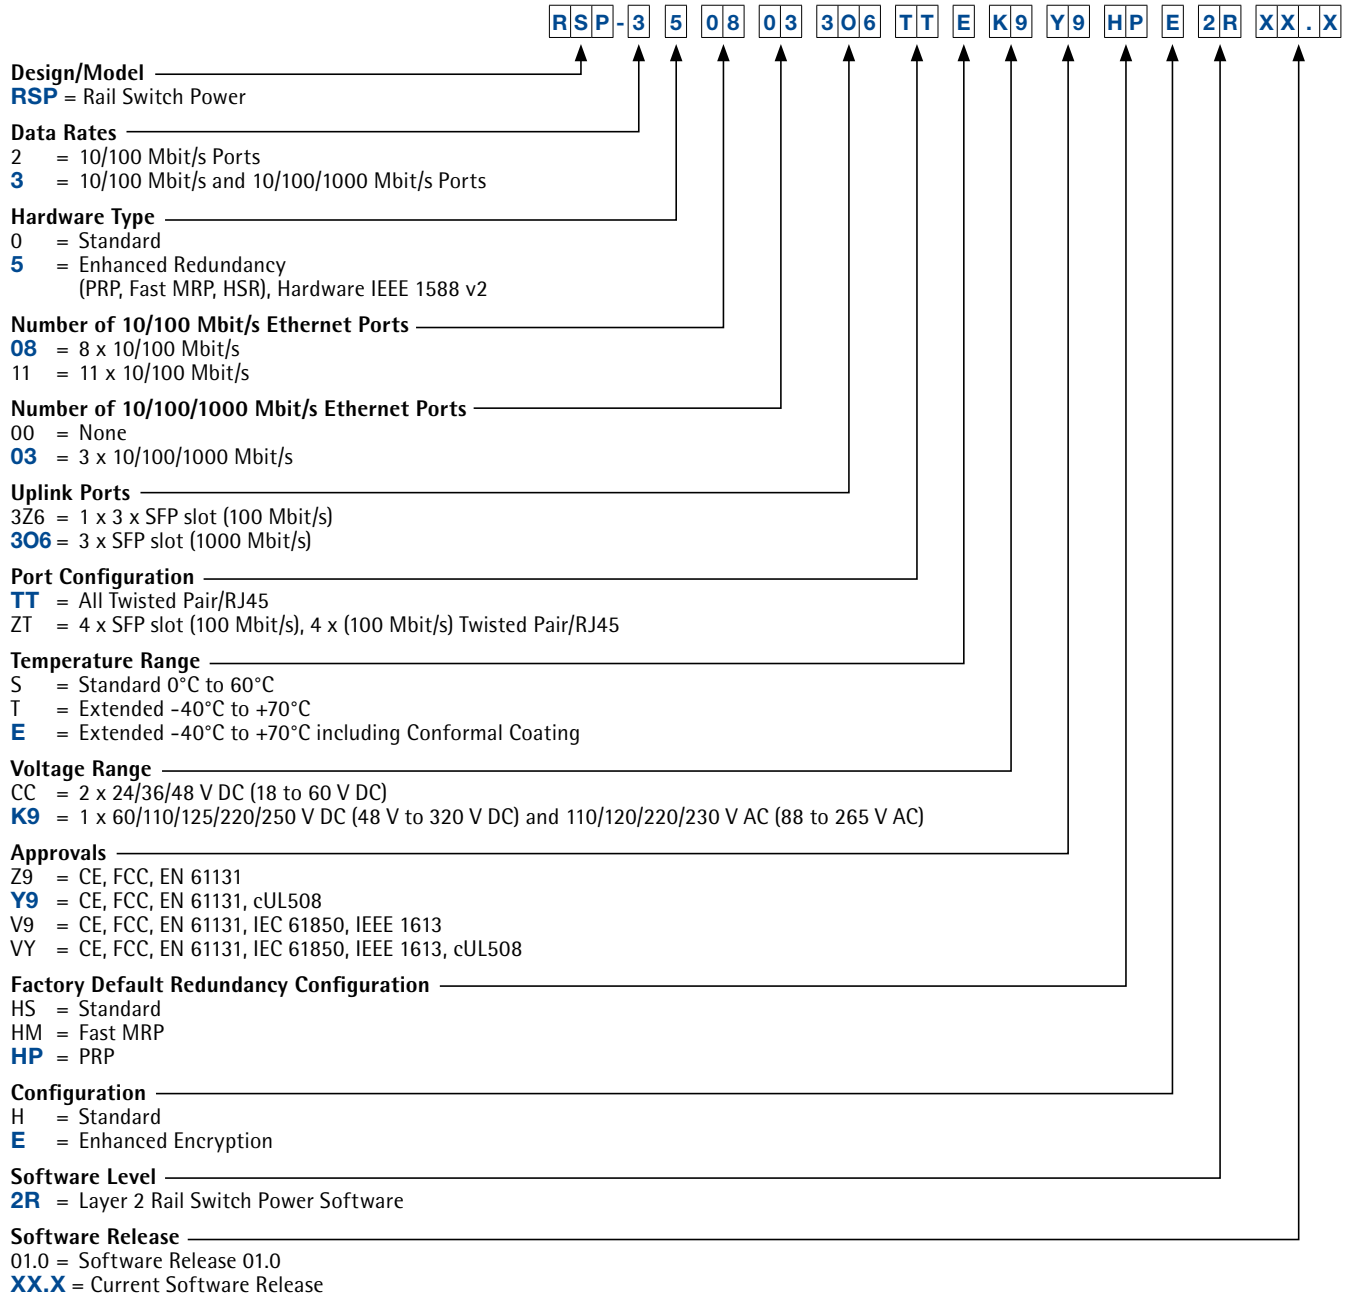 RSP-3 5 08 03 3O6 TT E K9 Y9 HP E 2R XX.X
Design/Model
RSP = Rail Switch Power
Data Rates
2 = 10/100 Mbit/s Ports
3 = 10/100 Mbit/s and 10/100/1000 Mbit/s Ports
Hardware Type
0 = Standard
5 = Enhanced Redundancy
(PRP, Fast MRP, HSR), Hardware IEEE 1588 v2
Number of 10/100 Mbit/s Ethernet Ports
08 = 8 x 10/100 Mbit/s
11 = 11 x 10/100 Mbit/s
Number of 10/100/1000 Mbit/s Ethernet Ports
00 = None
03 = 3 x 10/100/1000 Mbit/s
Uplink Ports
3Z6 = 1 x 3 x SFP slot (100 Mbit/s)
3O6 = 3 x SFP slot (1000 Mbit/s)
Port Configuration
TT = All Twisted Pair/RJ45
ZT = 4 x SFP slot (100 Mbit/s), 4 x (100 Mbit/s) Twisted Pair/RJ45
Temperature Range
S = Standard 0°C to 60°C
T = Extended -40°C to +70°C
E = Extended -40°C to +70°C including Conformal Coating
Voltage Range
CC = 2 x 24/36/48 V DC (18 to 60 V DC)
K9 = 1 x 60/110/125/220/250 V DC (48 V to 320 V DC) and 110/120/220/230 V AC (88 to 265 V AC)
Approvals
Z9 = CE, FCC, EN 61131
Y9 = CE, FCC, EN 61131, cUL508
V9 = CE, FCC, EN 61131, IEC 61850, IEEE 1613
VY = CE, FCC, EN 61131, IEC 61850, IEEE 1613, cUL508
Factory Default Redundancy Configuration
HS = Standard
HM = Fast MRP
HP = PRP
Configuration
H = Standard
E = Enhanced Encryption
Software Level
2R = Layer 2 Rail Switch Power Software
Software Release
01.0 = Software Release 01.0
XX.X = Current Software Release